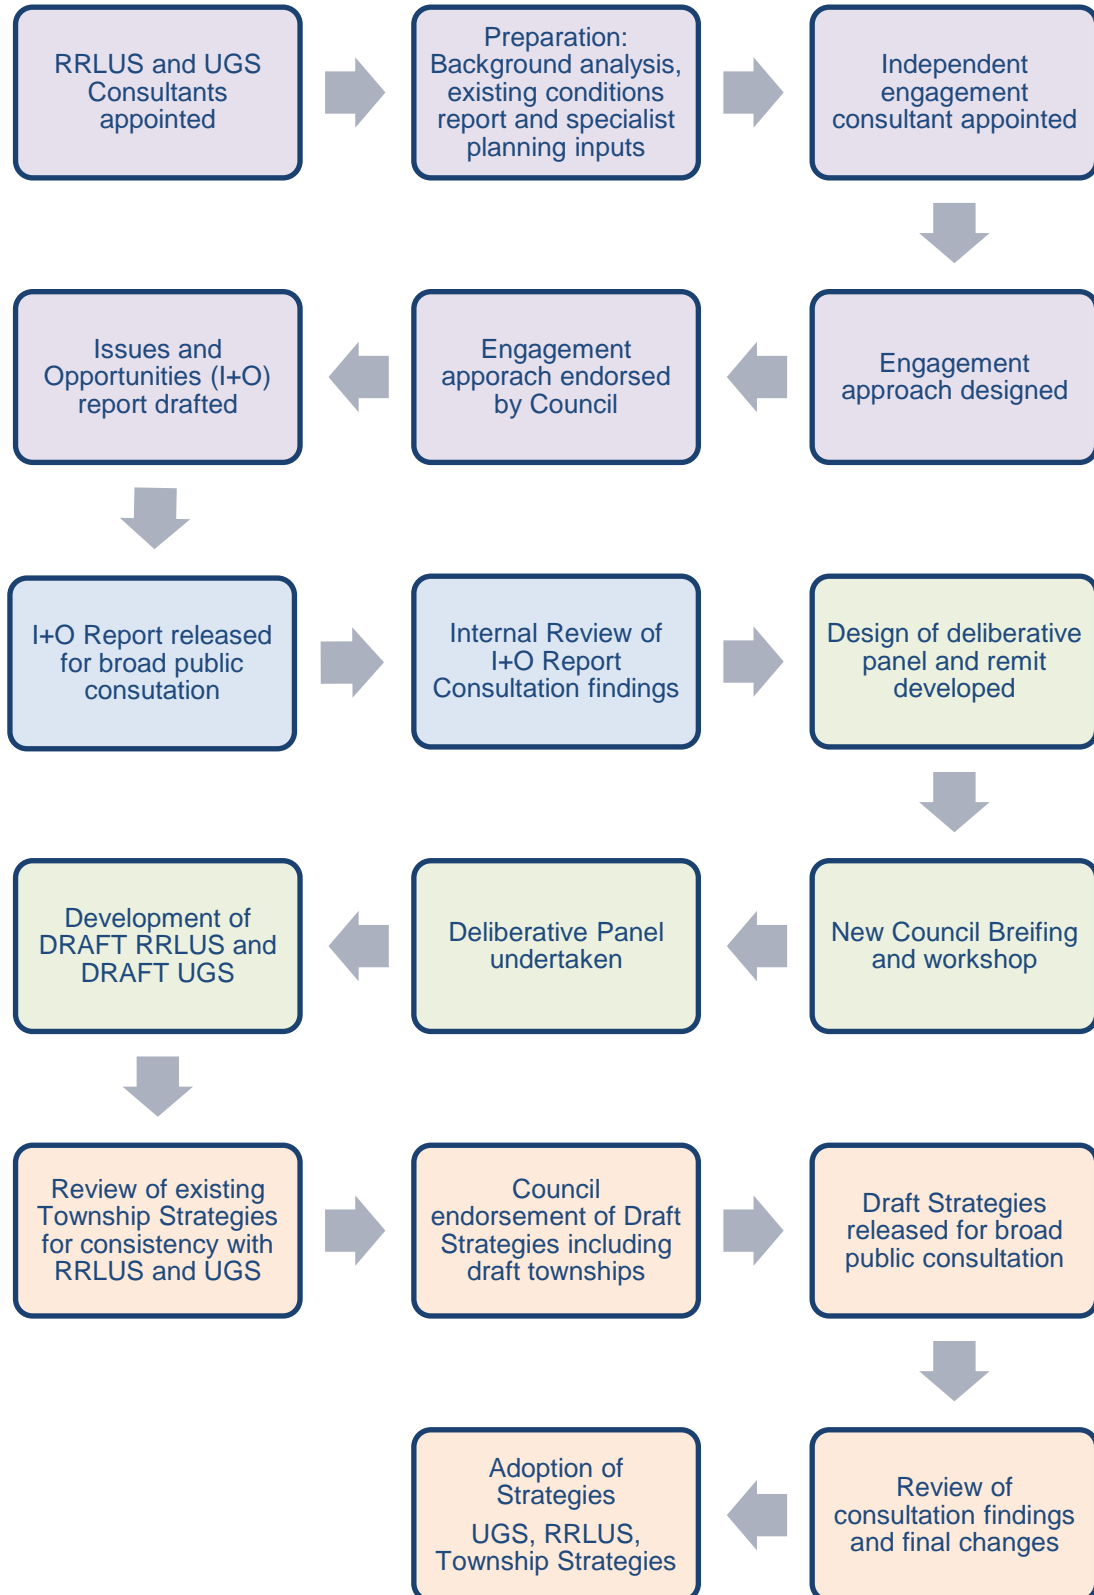 RRLUS and UGS
Consultants
appointed
Preparation:
Background analysis,
existing conditions
report and specialist
planning inputs
Independent
engagement
consultant appointed
Engagement
approach designed
Engagement
apporach endorsed
by Council
Issues and
Opportunities (I+O)
report drafted
I+O Report released
for broad public
consutation
Internal Review of
I+O Report
Consultation findings
Design of deliberative
panel and remit
developed
New Council Breifing
and workshop
Deliberative Panel
undertaken
Development of
DRAFT RRLUS and
DRAFT UGS
Review of existing
Township Strategies
for consistency with
RRLUS and UGS
Council
endorsement of Draft
Strategies including
draft townships
Draft Strategies
released for broad
public consultation
Review of
consultation findings
and final changes
Adoption of
Strategies
UGS, RRLUS,
Township Strategies